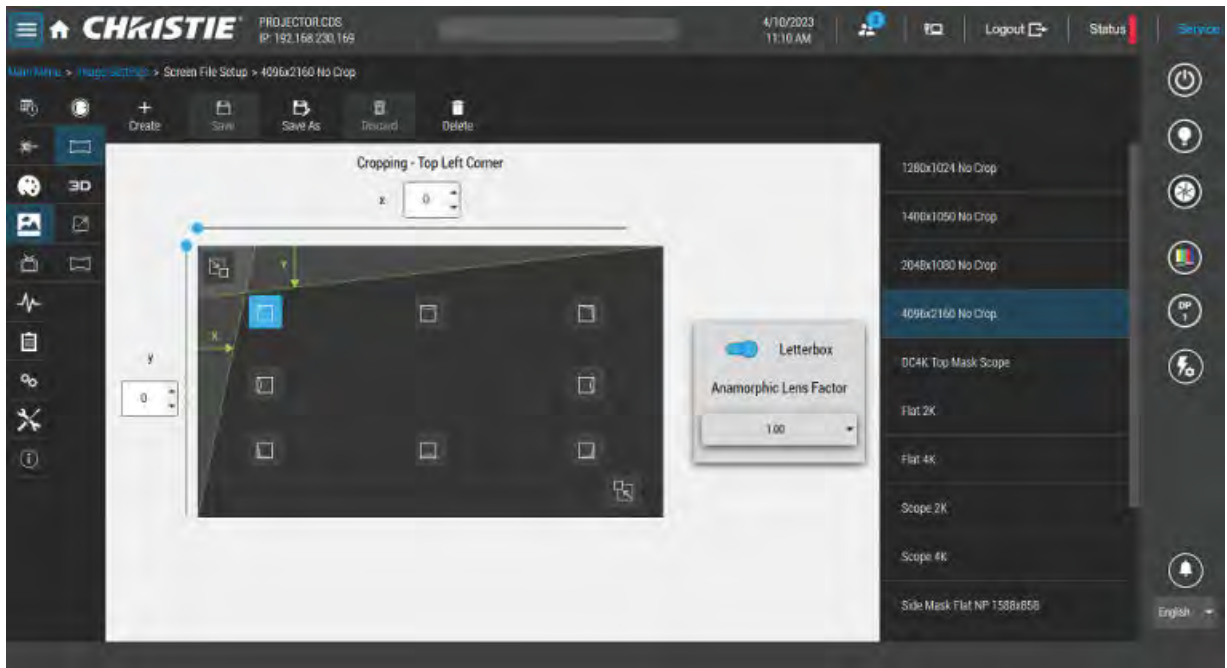 CHRISTIE
PROJECTOR.CDS
IP: 192.168.230.169
4/10/2023
11:10 AM
3
Logout
Status
Service
Main Menu > Image Settings > Screen File Setup > 4096x2160 No Crop
Create
Save
Save As
Discard
Delete
3D
Cropping - Top Left Corner
x
0
y
0
Y
X
Letterbox
Anamorphic Lens Factor
1.00
1280x1024 No Crop
1400x1050 No Crop
2048x1080 No Crop
4096x2160 No Crop
DC4K Top Mask Scope
Flat 2K
Flat 4K
Scope 2K
Scope 4K
Side Mask Flat NP 1588x858
DP
1
English